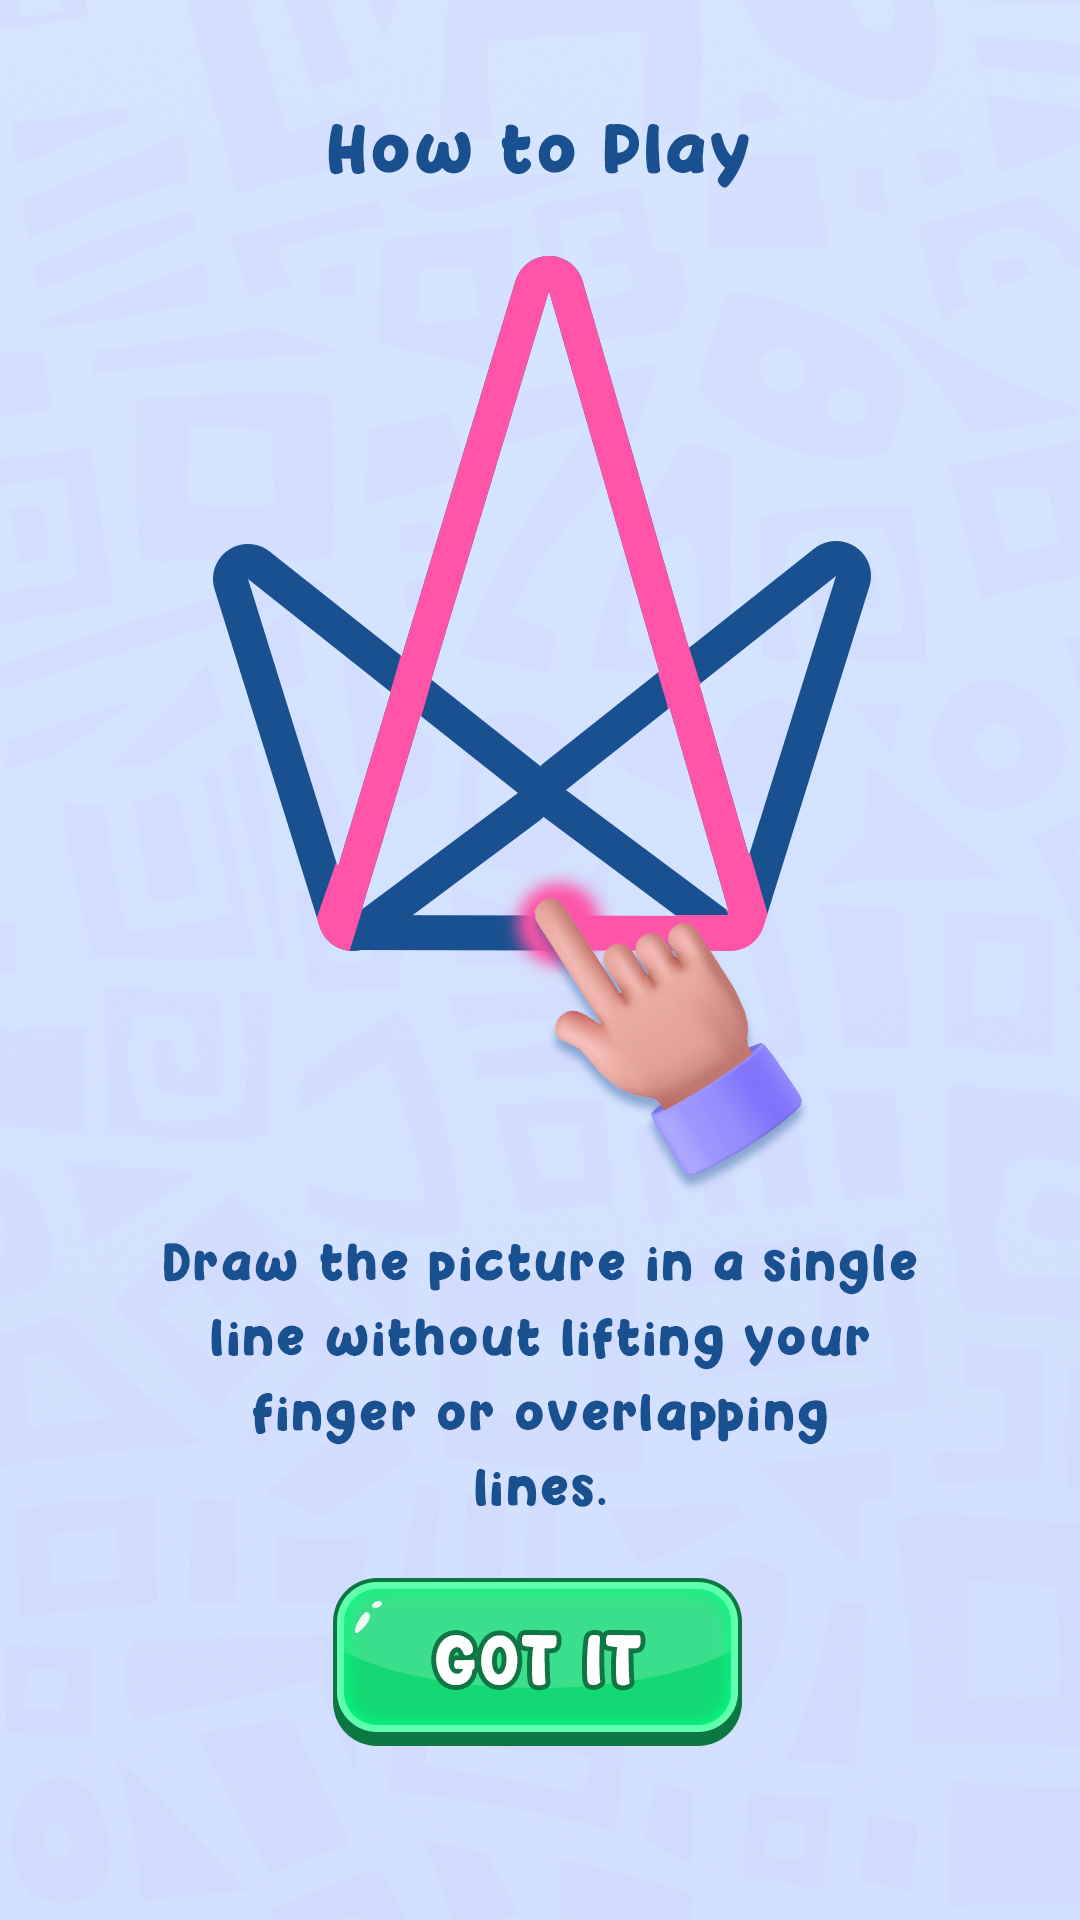 How to Play
Draw the picture in a single
line without lifting your
finger or overlapping
lines.
GOT IT